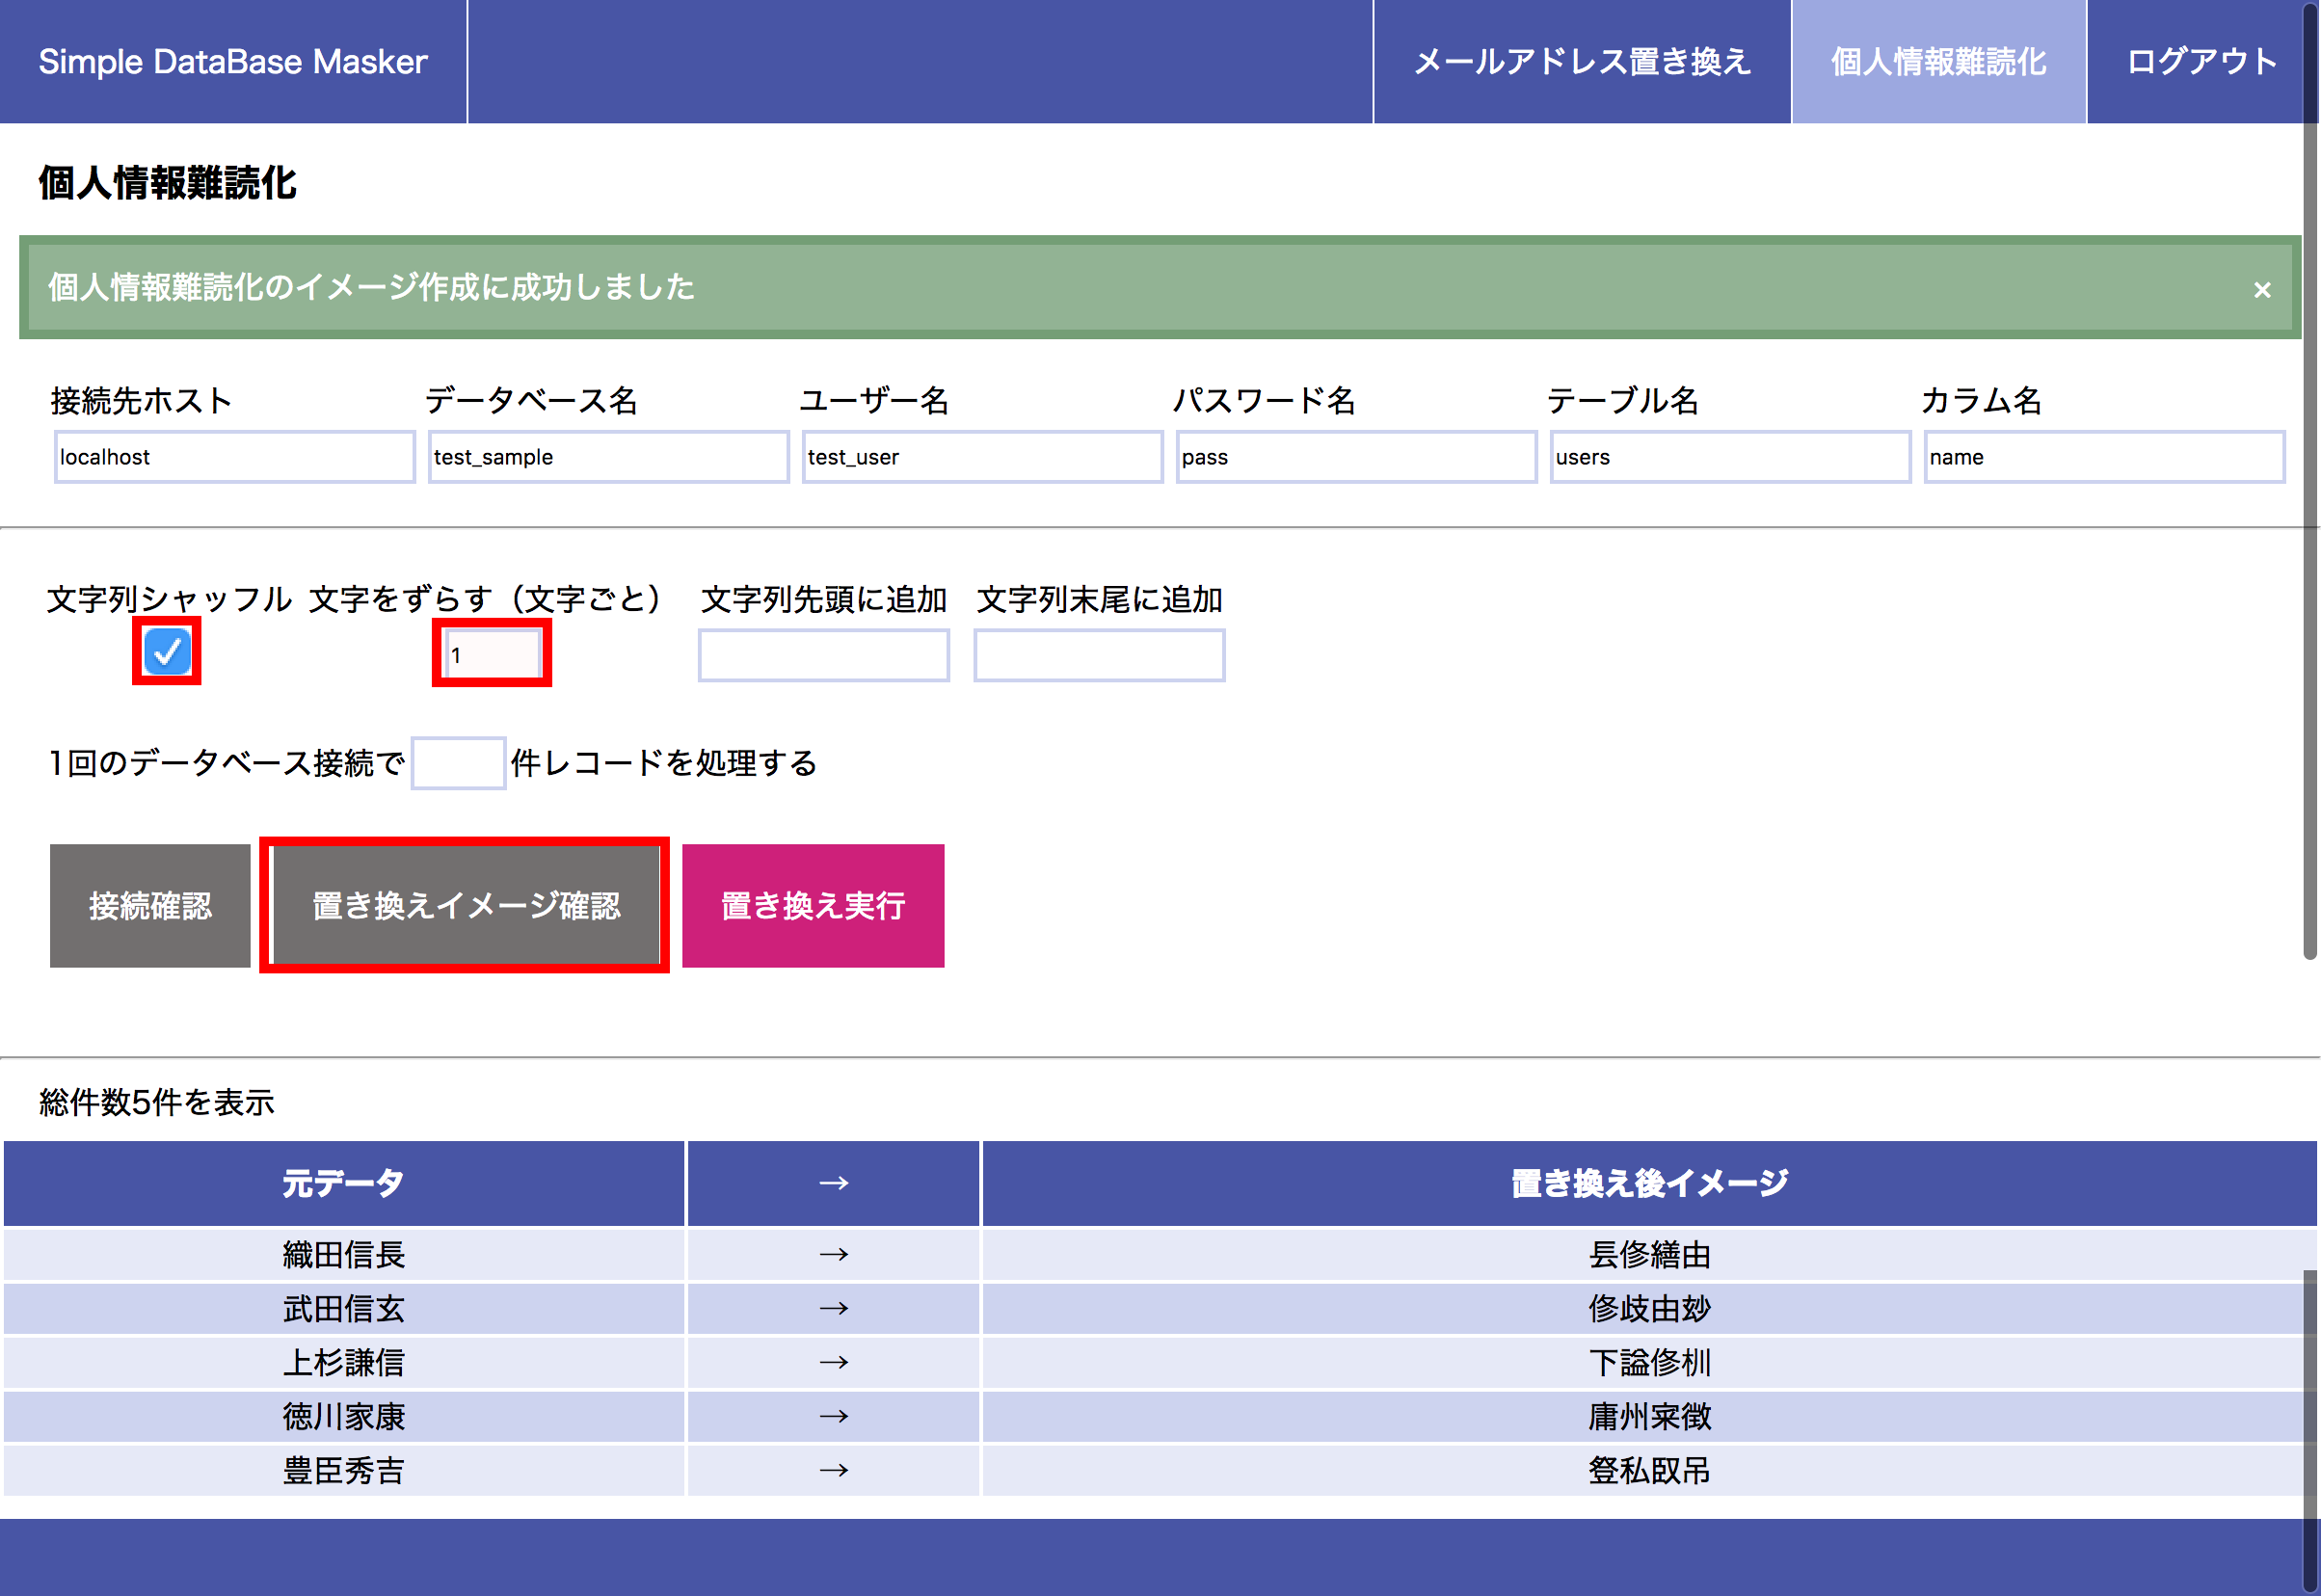 Simple DataBase Masker
メールアドレス置き換え
個人情報難読化
ログアウト
個人情報難読化
個人情報難読化のイメージ作成に成功しました
×
接続先ホスト データベース名 ユーザー名 パスワード名 テーブル名 カラム名
localhost test_sample test_user pass users name
文字列シャッフル 文字をずらす（文字ごと） 文字列先頭に追加 文字列末尾に追加
1
1回のデータベース接続で 件レコードを処理する
接続確認 置き換えイメージ確認 置き換え実行
総件数5件を表示
元データ → 置き換え後イメージ
織田信長 → 镸俢繕由
武田信玄 → 俢歧由玅
上杉謙信 → 下謚俢杊
徳川家康 → 庸州宷徴
豊臣秀吉 → 豋私臤吊